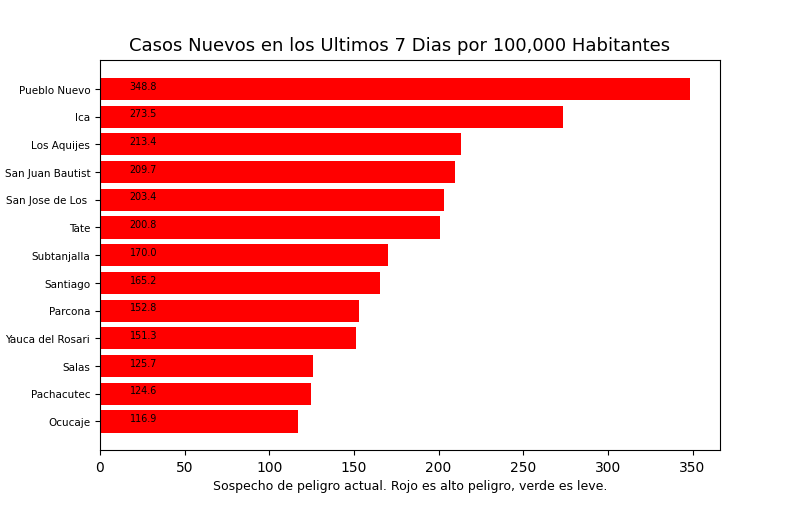 Casos Nuevos en los Ultimos 7 Dias por 100,000 Habitantes
Pueblo Nuevo 348.8
Ica 273.5
Los Aquijes 213.4
San Juan Bautist 209.7
San Jose de Los 203.4
Tate 200.8
Subtanjalla 170.0
Santiago 165.2
Parcona 152.8
Yauca del Rosari 151.3
Salas 125.7
Pachacutec 124.6
Ocucaje 116.9
0 50 100 150 200 250 300 350
Sospecho de peligro actual. Rojo es alto peligro, verde es leve.